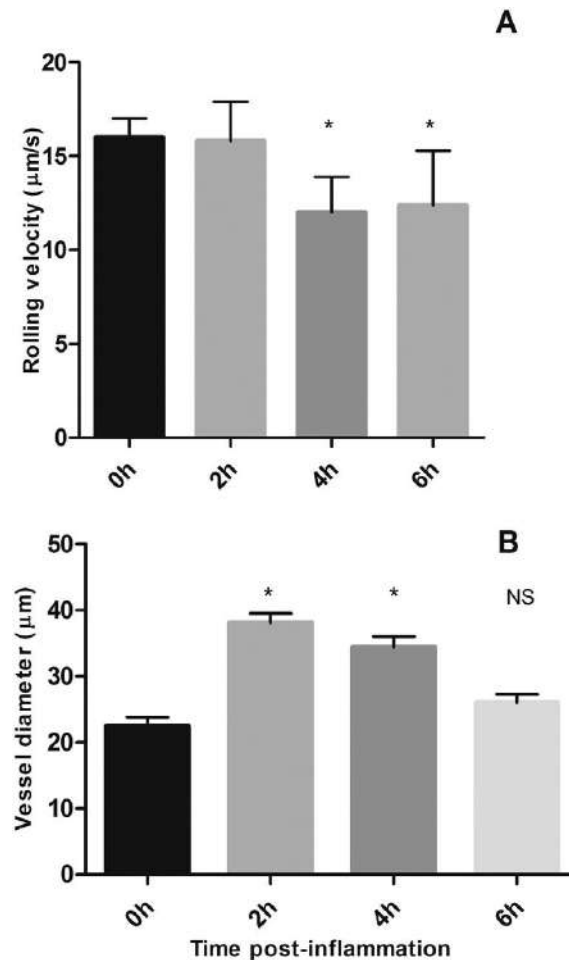 A
Rolling velocity (μm/s)
20
15
10
5
0
* *
0h 2h 4h 6h
B
Vessel diameter (μm)
50
40
30
20
10
0
* * NS
0h 2h 4h 6h
Time post-inflammation